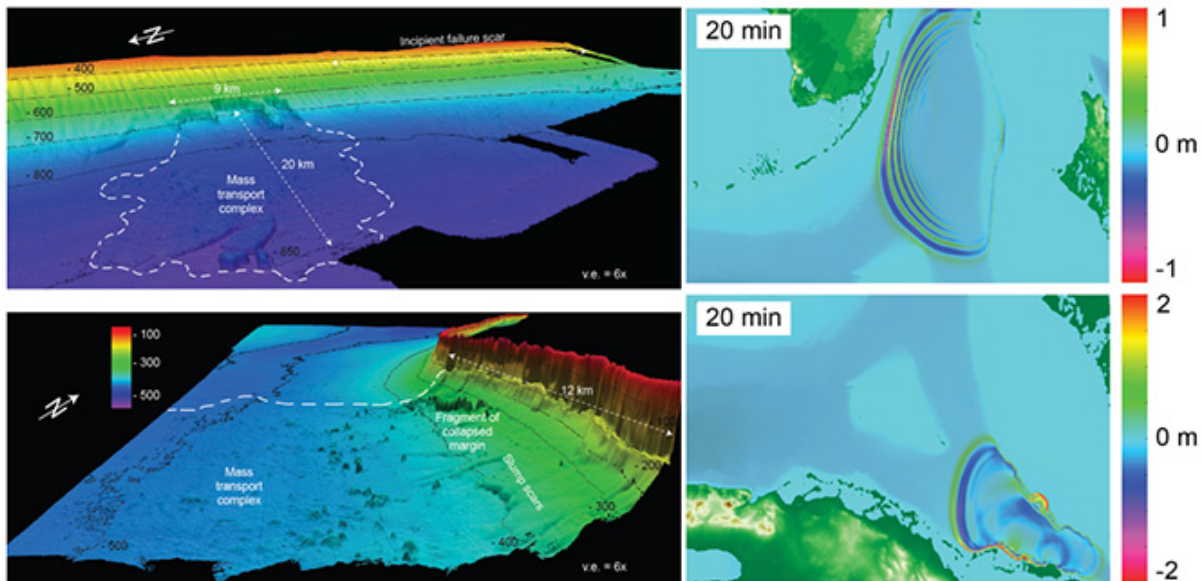 N
Incipient failure scar
- 400
- 500
- 600
- 700
- 800
9 km
20 km
Mass
transport
complex
- 850
v.e. = 6x
20 min
1
0 m
-1
- 100
- 300
- 500
N
12 km
- 100
- 200
- 300
- 400
- 500
Fragment of
collapsed
margin
Slump scars
Mass
transport
complex
v.e. = 6x
20 min
2
0 m
-2